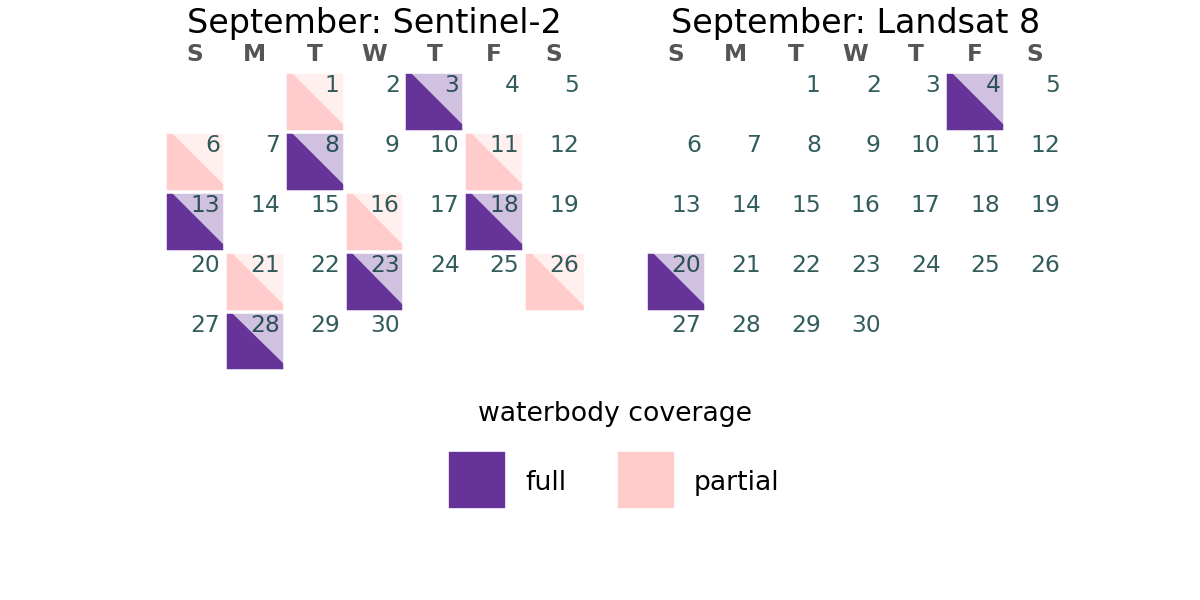 September: Sentinel-2
S M T W T F S
1 2 3 4 5
6 7 8 9 10 11 12
13 14 15 16 17 18 19
20 21 22 23 24 25 26
27 28 29 30
September: Landsat 8
S M T W T F S
1 2 3 4 5
6 7 8 9 10 11 12
13 14 15 16 17 18 19
20 21 22 23 24 25 26
27 28 29 30
waterbody coverage
full
partial